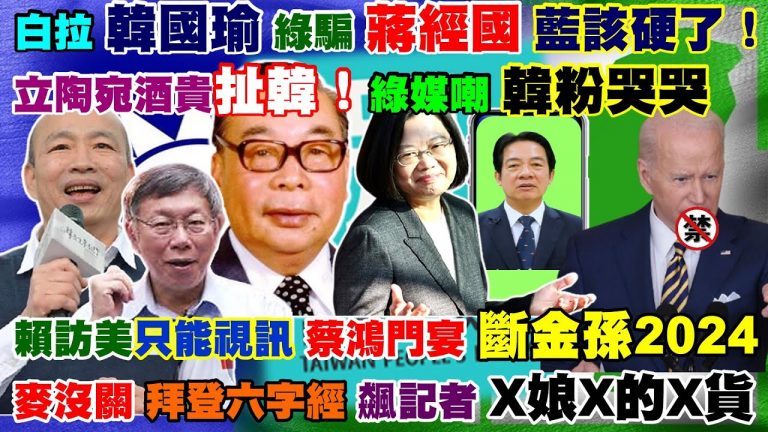 白拉 韓國瑜 綠騙 蔣經國 藍該硬了！
立陶宛酒貴扯韓！綠媒嘲 韓粉哭哭
禁
賴訪美只能視訊 蔡鴻門宴 斷金孫2024
TAIWAN PEOPLE'S
麥沒關 拜登六字經 飆記者 X娘X的X貨